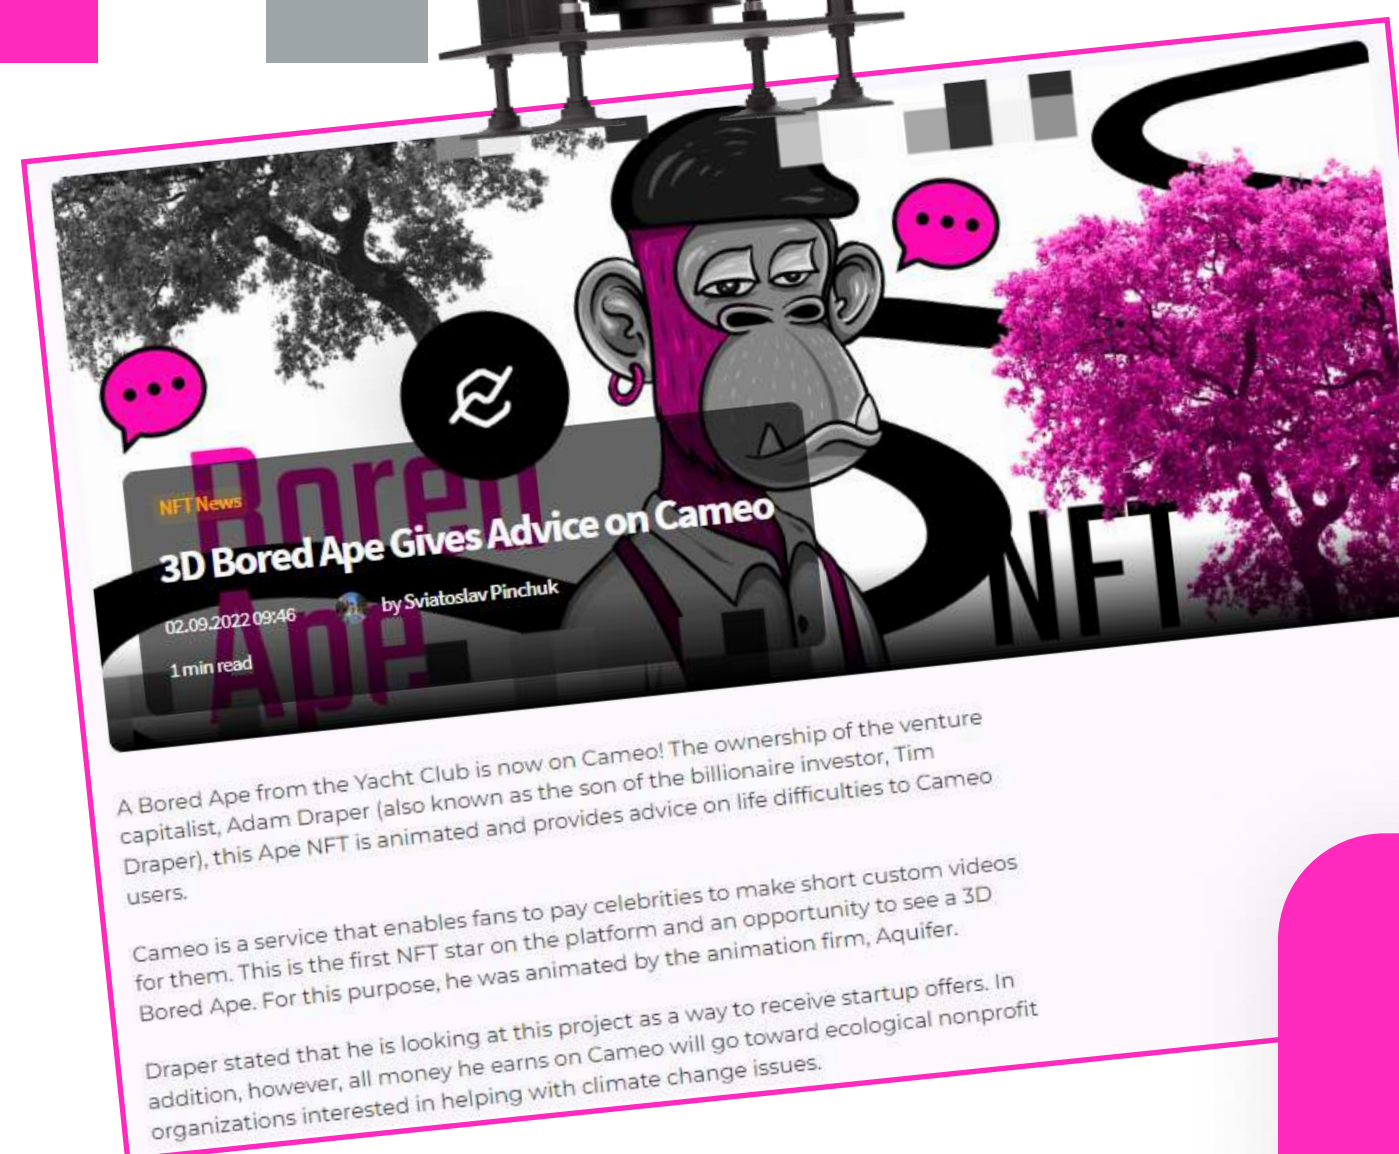 Bored
Ape
NFT
NFT News
3D Bored Ape Gives Advice on Cameo
02.09.2022 09:46 by Sviatoslav Pinchuk
1 min read
A Bored Ape from the Yacht Club is now on Cameo! The ownership of the venture
capitalist, Adam Draper (also known as the son of the billionaire investor, Tim
Draper), this Ape NFT is animated and provides advice on life difficulties to Cameo
users.
Cameo is a service that enables fans to pay celebrities to make short custom videos
for them. This is the first NFT star on the platform and an opportunity to see a 3D
Bored Ape. For this purpose, he was animated by the animation firm, Aquifer.
Draper stated that he is looking at this project as a way to receive startup offers. In
addition, however, all money he earns on Cameo will go toward ecological nonprofit
organizations interested in helping with climate change issues.